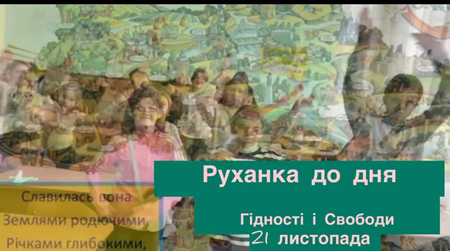 Руханка до дня
Гідності і Свободи
21 листопада
Славилась вона
Землями родючими,
Річками глибокими,